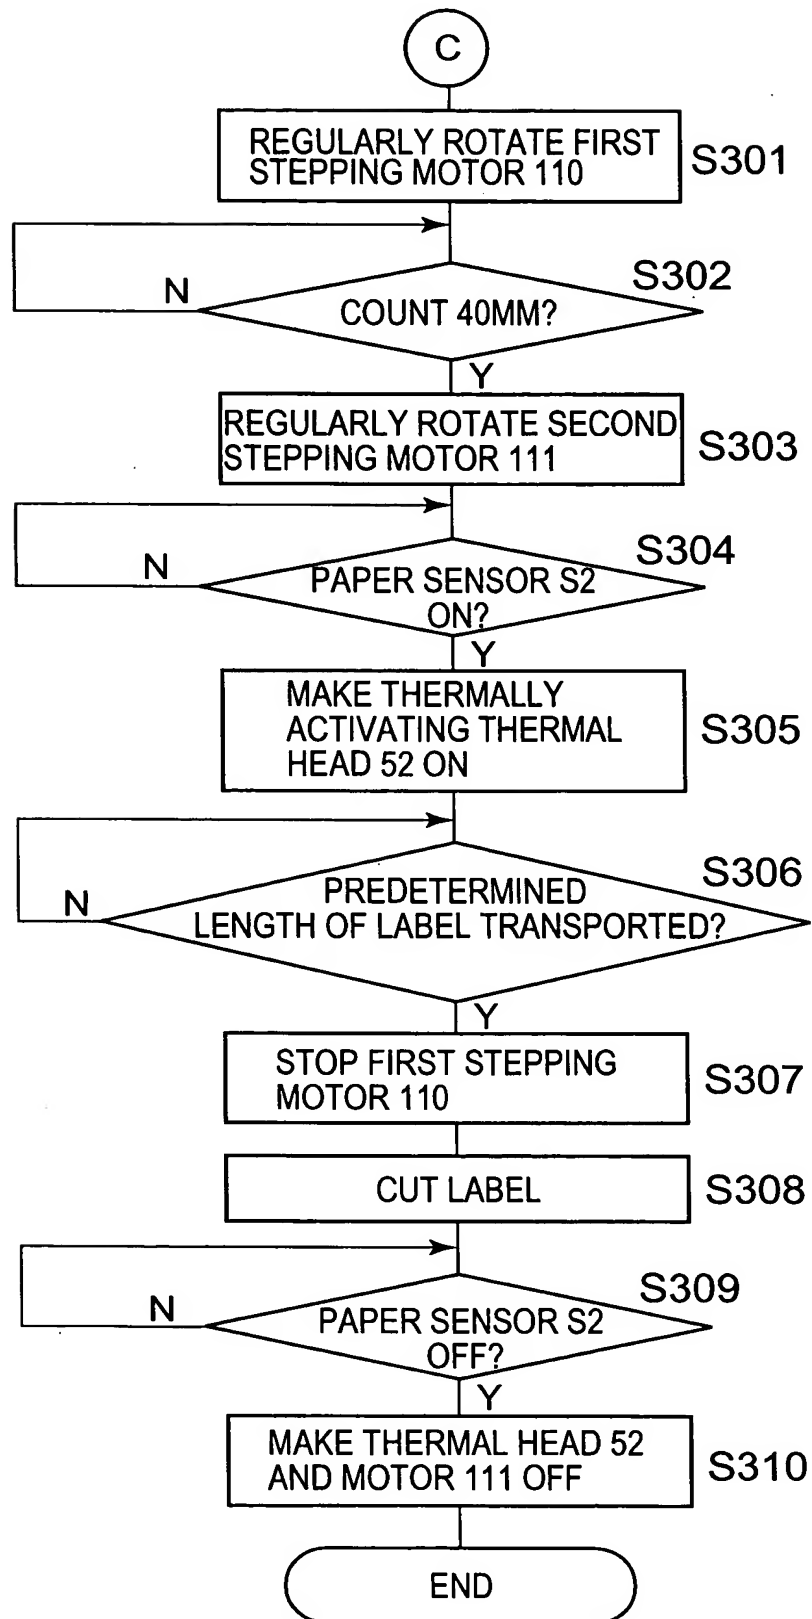 C
REGULARLY ROTATE FIRST
STEPPING MOTOR 110
S301
S302
N
COUNT 40MM?
Y
REGULARLY ROTATE SECOND
STEPPING MOTOR 111
S303
S304
N
PAPER SENSOR S2
ON?
Y
MAKE THERMALLY
ACTIVATING THERMAL
HEAD 52 ON
S305
S306
PREDETERMINED
N
LENGTH OF LABEL TRANSPORTED?
Y
STOP FIRST STEPPING
MOTOR 110
S307
CUT LABEL
S308
S309
N
PAPER SENSOR S2
OFF?
Y
MAKE THERMAL HEAD 52
AND MOTOR 111 OFF
S310
END